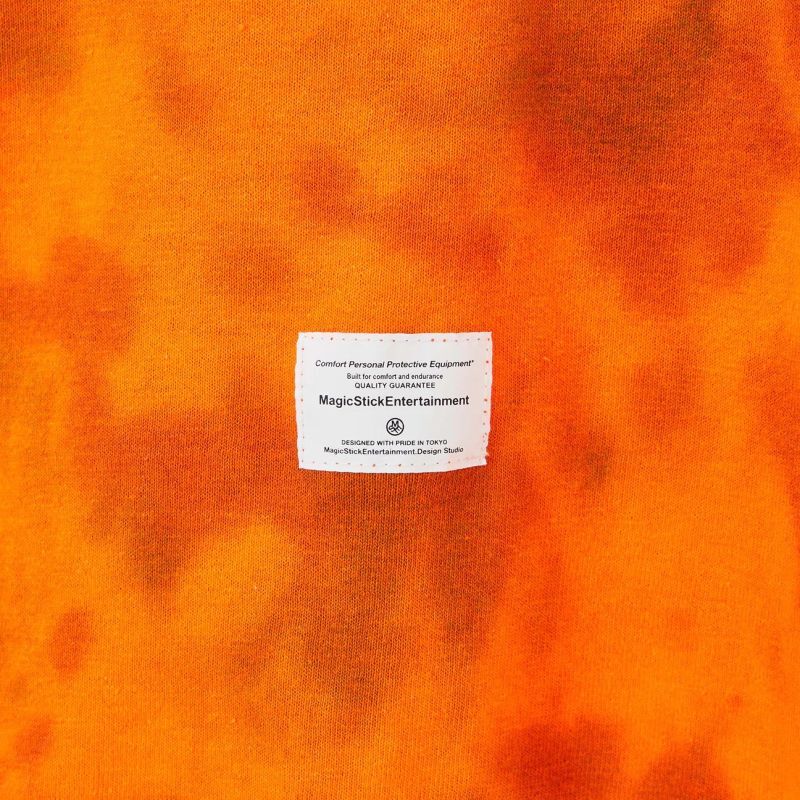 Comfort Personal Protective Equipment®
Built for comfort and endurance
QUALITY GUARANTEE
MagicStickEntertainment
DESIGNED WITH PRIDE IN TOKYO
MagicStickEntertainment.Design Studio